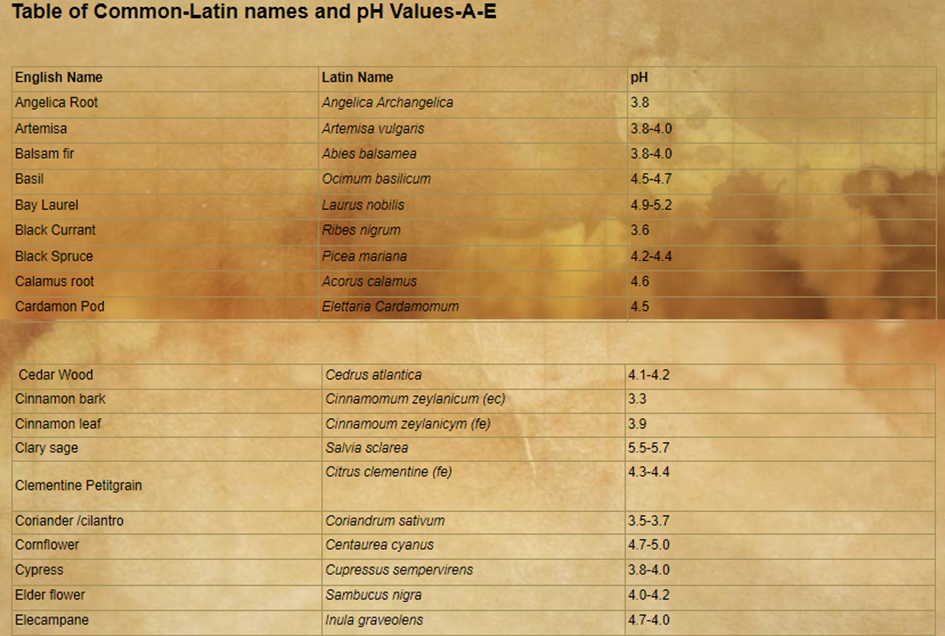 Table of Common-Latin names and pH Values-A-E
English Name Latin Name pH
Angelica Root Angelica Archangelica 3.8
Artemisa Artemisa vulgaris 3.8-4.0
Balsam fir Abies balsamea 3.8-4.0
Basil Ocimum basilicum 4.5-4.7
Bay Laurel Laurus nobilis 4.9-5.2
Black Currant Ribes nigrum 3.6
Black Spruce Picea mariana 4.2-4.4
Calamus root Acorus calamus 4.6
Cardamon Pod Elettaria Cardamomum 4.5
Cedar Wood Cedrus atlantica 4.1-4.2
Cinnamon bark Cinnamomum zeylanicum (ec) 3.3
Cinnamon leaf Cinnamoum zeylanicym (fe) 3.9
Clary sage Salvia sclarea 5.5-5.7
Clementine Petitgrain Citrus clementine (fe) 4.3-4.4
Coriander /cilantro Coriandrum sativum 3.5-3.7
Cornflower Centaurea cyanus 4.7-5.0
Cypress Cupressus sempervirens 3.8-4.0
Elder flower Sambucus nigra 4.0-4.2
Elecampane Inula graveolens 4.7-4.0